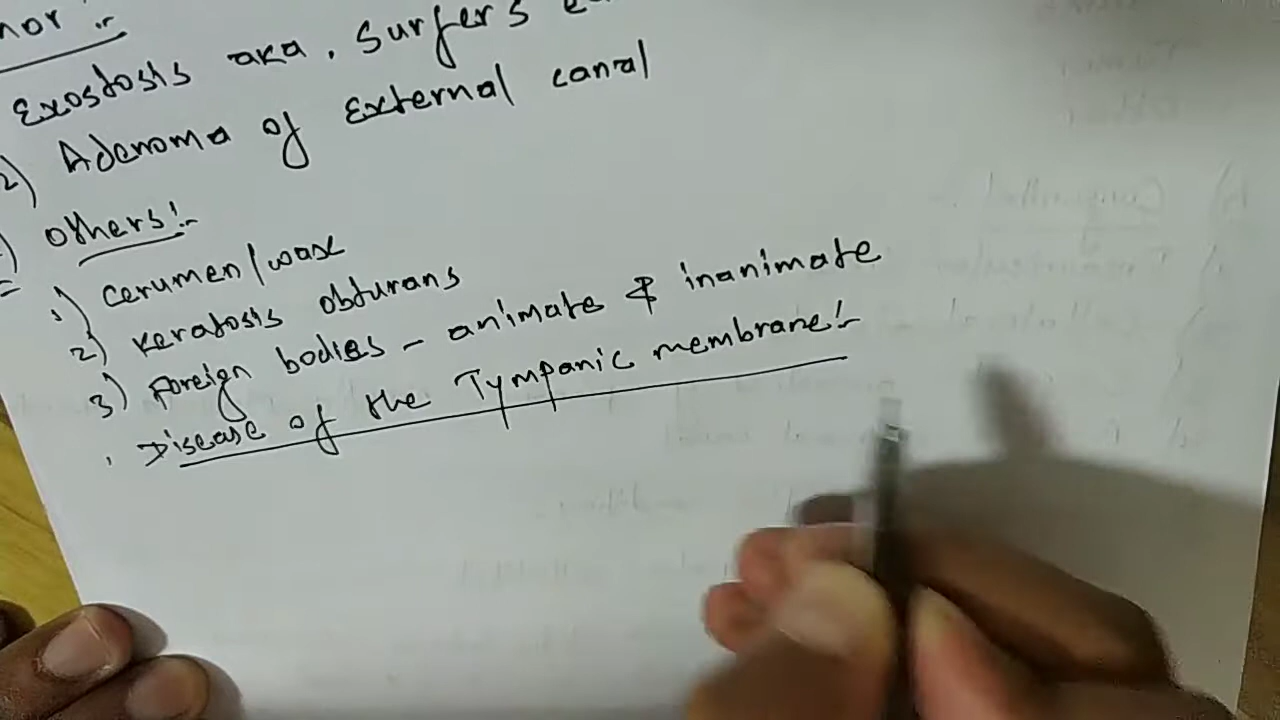 Exostosis aka. Surfers
2) Adenoma of External canal
others:-
1) Cerumen/wax
2) Keratosis obturans
3) Foreign bodies - animate & inanimate
. Disease of the Tympanic membrane:-